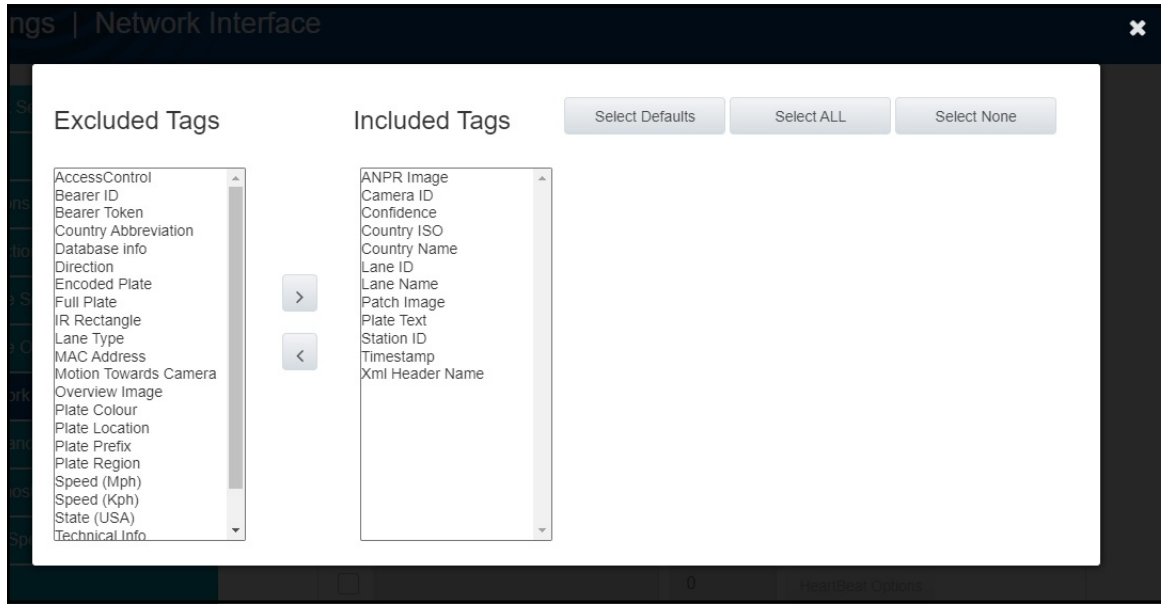 ngs | Network Interface
Excluded Tags
Included Tags
Select Defaults
Select ALL
Select None
AccessControl
Bearer ID
Bearer Token
Country Abbreviation
Database info
Direction
Encoded Plate
Full Plate
IR Rectangle
Lane Type
MAC Address
Motion Towards Camera
Overview Image
Plate Colour
Plate Location
Plate Prefix
Plate Region
Speed (Mph)
Speed (Kph)
State (USA)
Technical Info
>
<
ANPR Image
Camera ID
Confidence
Country ISO
Country Name
Lane ID
Lane Name
Patch Image
Plate Text
Station ID
Timestamp
Xml Header Name
0
HeartBeat Options